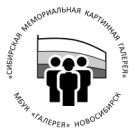 «СИБИРСКАЯ МЕМОРИАЛЬНАЯ КАРТИННАЯ ГАЛЕРЕЯ»
МБУК «ГАЛЕРЕЯ» НОВОСИБИРСК